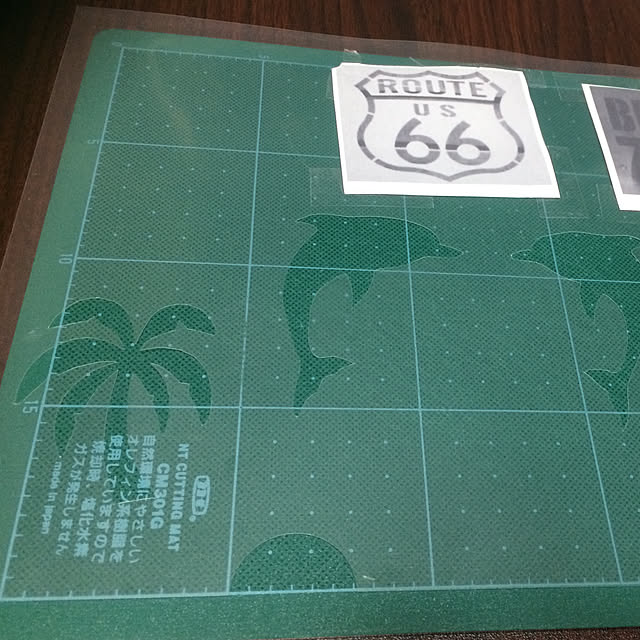 ROUTE
US
66
5
10
15
NT CUTTING MAT
CM301G
自然環境にやさしい
オレフィン系樹脂を
使用していますので
焼却時 塩化水素
ガスが発生しません
made in japan